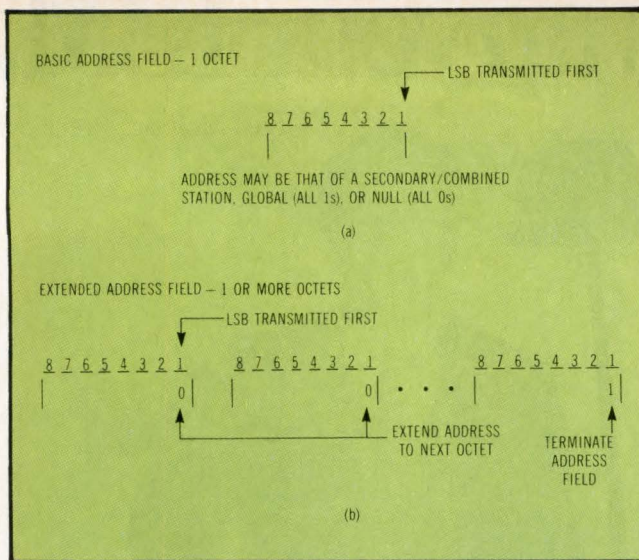 BASIC ADDRESS FIELD – 1 OCTET
LSB TRANSMITTED FIRST
8 7 6 5 4 3 2 1
ADDRESS MAY BE THAT OF A SECONDARY/COMBINED
STATION, GLOBAL (ALL 1s), OR NULL (ALL 0s)
(a)
EXTENDED ADDRESS FIELD – 1 OR MORE OCTETS
LSB TRANSMITTED FIRST
8 7 6 5 4 3 2 1 8 7 6 5 4 3 2 1 8 7 6 5 4 3 2 1
0 0 • • • 1
EXTEND ADDRESS
TO NEXT OCTET
TERMINATE
ADDRESS
FIELD
(b)